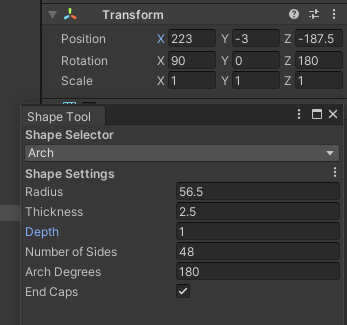 Transform
Position X 223 Y -3 Z -187.5
Rotation X 90 Y 0 Z 180
Scale X 1 Y 1 Z 1
Shape Tool
Shape Selector
Arch
Shape Settings
Radius 56.5
Thickness 2.5
Depth 1
Number of Sides 48
Arch Degrees 180
End Caps